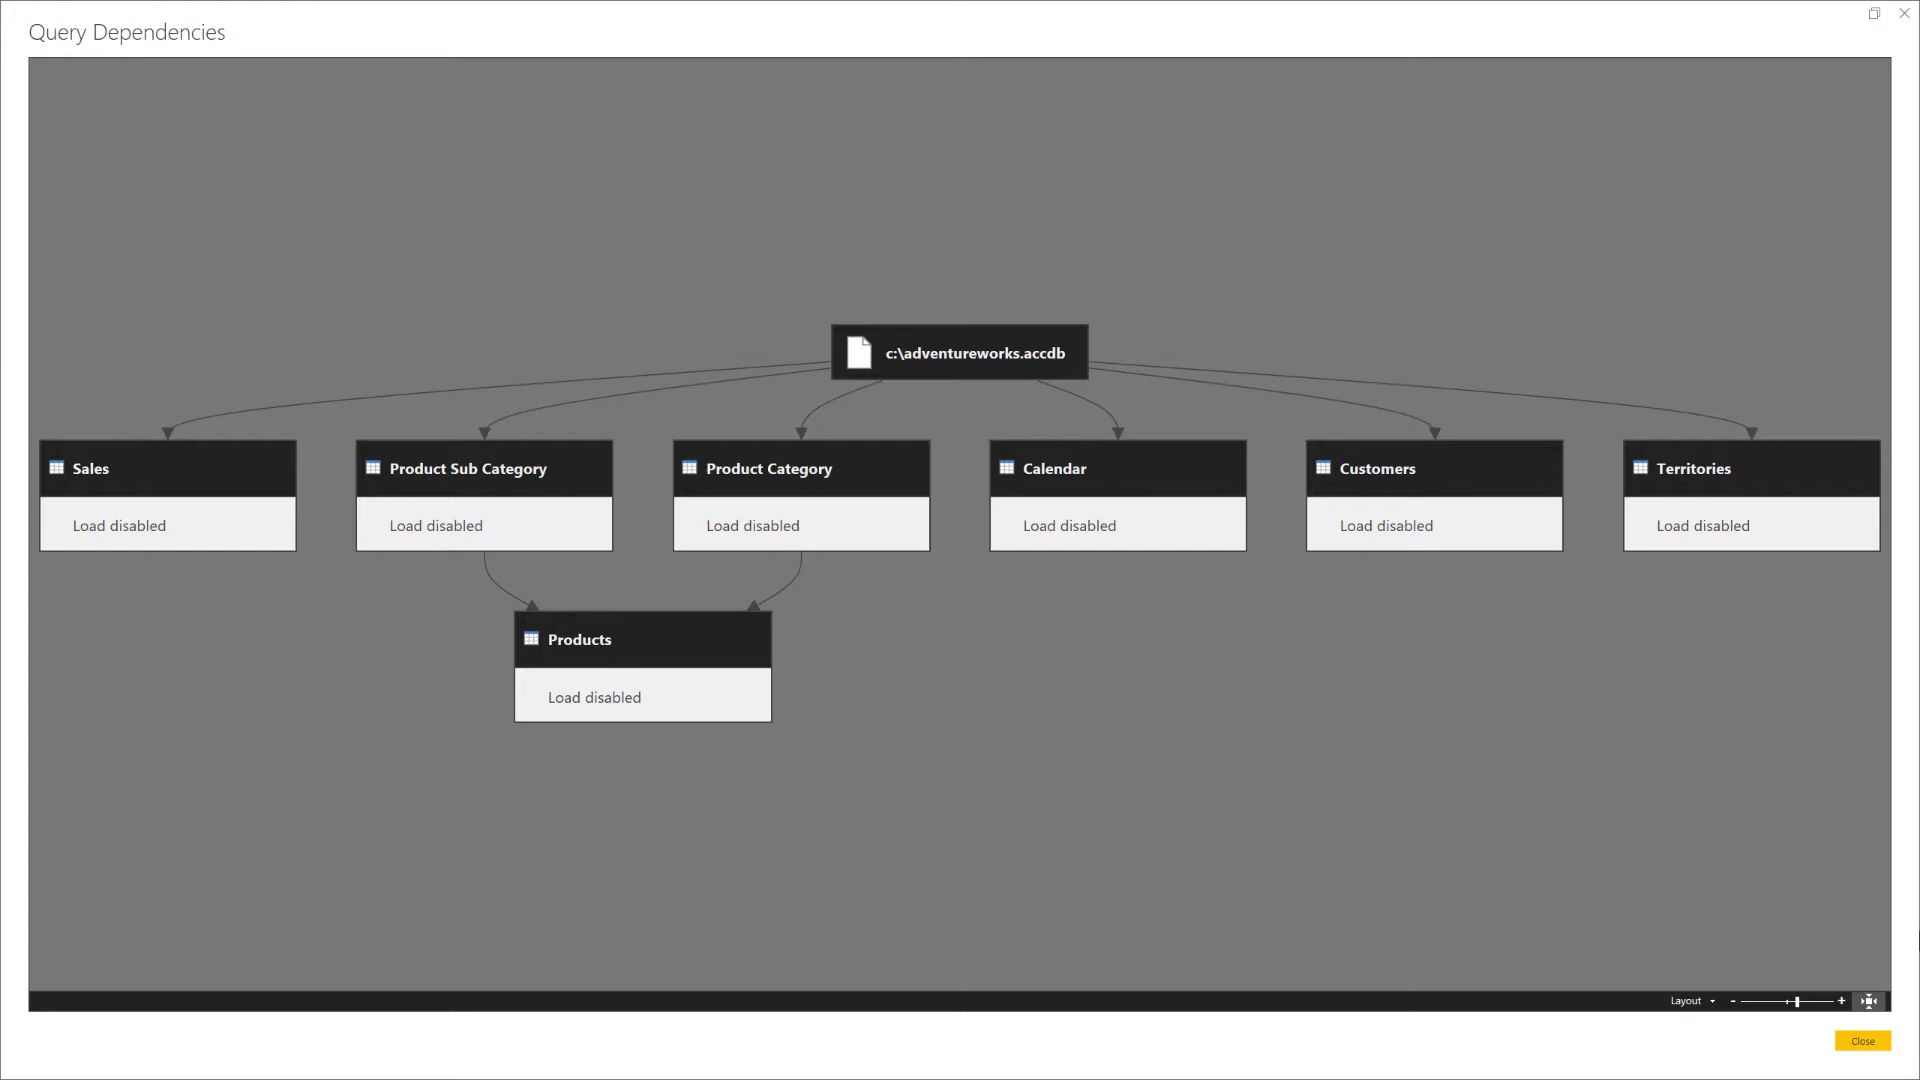 Query Dependencies
c:\adventureworks.accdb
Sales
Load disabled
Product Sub Category
Load disabled
Product Category
Load disabled
Calendar
Load disabled
Customers
Load disabled
Territories
Load disabled
Products
Load disabled
Layout
- +
Close